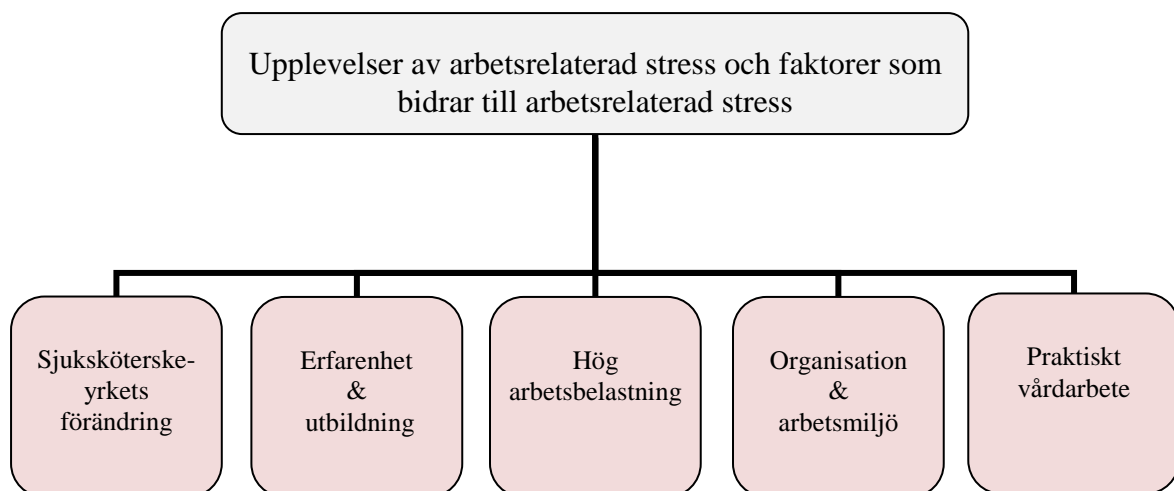 Upplevelser av arbetsrelaterad stress och faktorer som
bidrar till arbetsrelaterad stress
Sjuksköterske-
yrkets
förändring
Erfarenhet
&
utbildning
Hög
arbetsbelastning
Organisation
&
arbetsmiljö
Praktiskt
vårdarbete